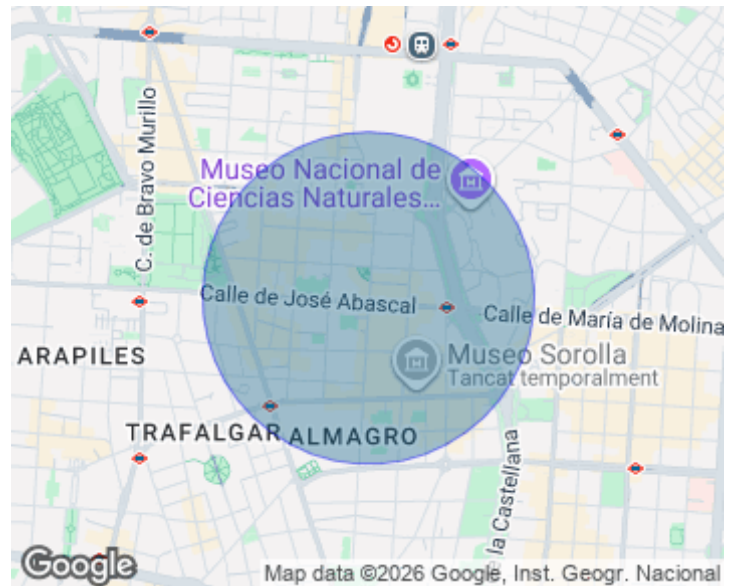 C. de Bravo Murillo
Museo Nacional de
Ciencias Naturales...
Calle de José Abascal
Calle de María de Molina
ARAPILES
Museo Sorolla
Tancat temporalment
TRAFALGAR
ALMAGRO
la Castellana
Google
Map data ©2026 Google, Inst. Geogr. Nacional